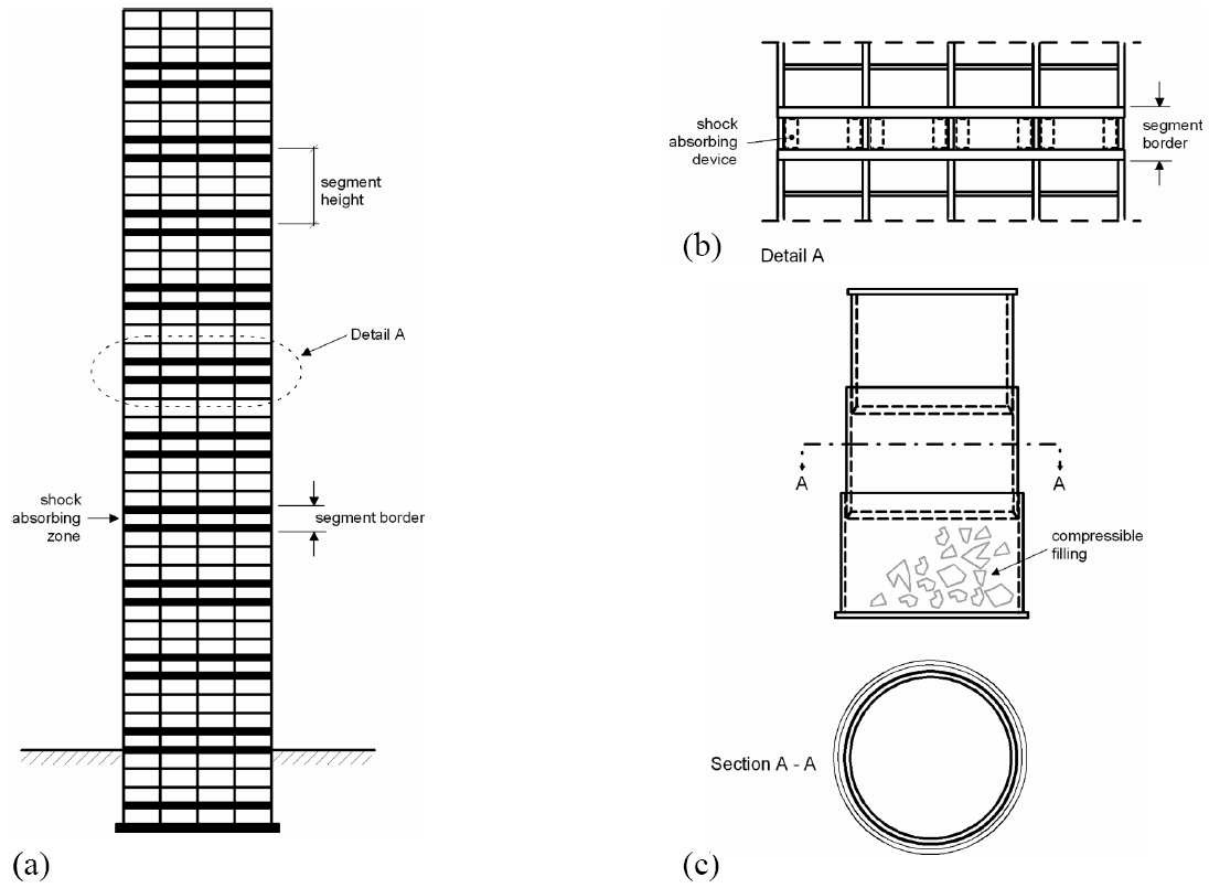 segment
height
Detail A
shock
absorbing
zone
segment border
(a)
shock
absorbing
device
segment
border
(b)
Detail A
A
A
compressible
filling
Section A - A
(c)